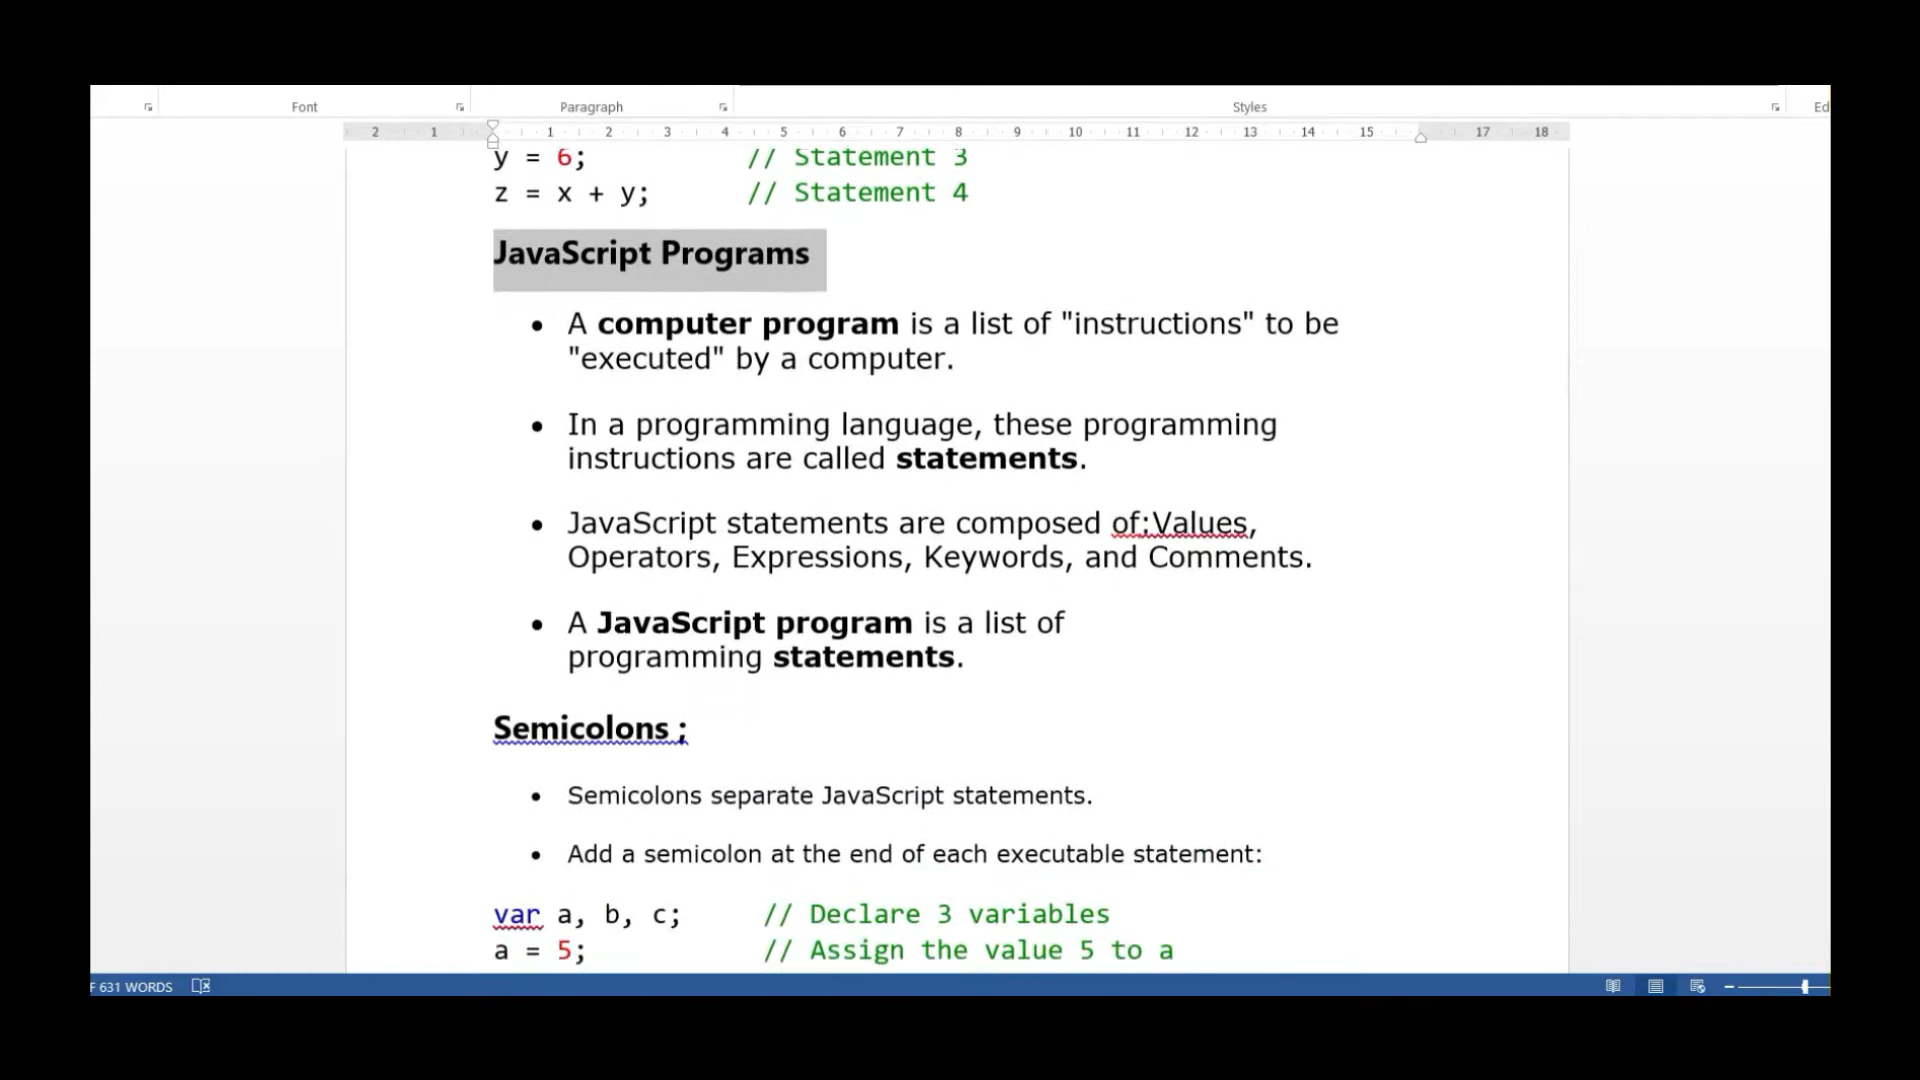 Font Paragraph Styles Ed
2 1 1 2 3 4 5 6 7 8 9 10 11 12 13 14 15 17 18
y = 6; // Statement 3
z = x + y; // Statement 4
JavaScript Programs
• A computer program is a list of "instructions" to be
"executed" by a computer.
• In a programming language, these programming
instructions are called statements.
• JavaScript statements are composed of:Values,
Operators, Expressions, Keywords, and Comments.
• A JavaScript program is a list of
programming statements.
Semicolons ;
• Semicolons separate JavaScript statements.
• Add a semicolon at the end of each executable statement:
var a, b, c; // Declare 3 variables
a = 5; // Assign the value 5 to a
F 631 WORDS